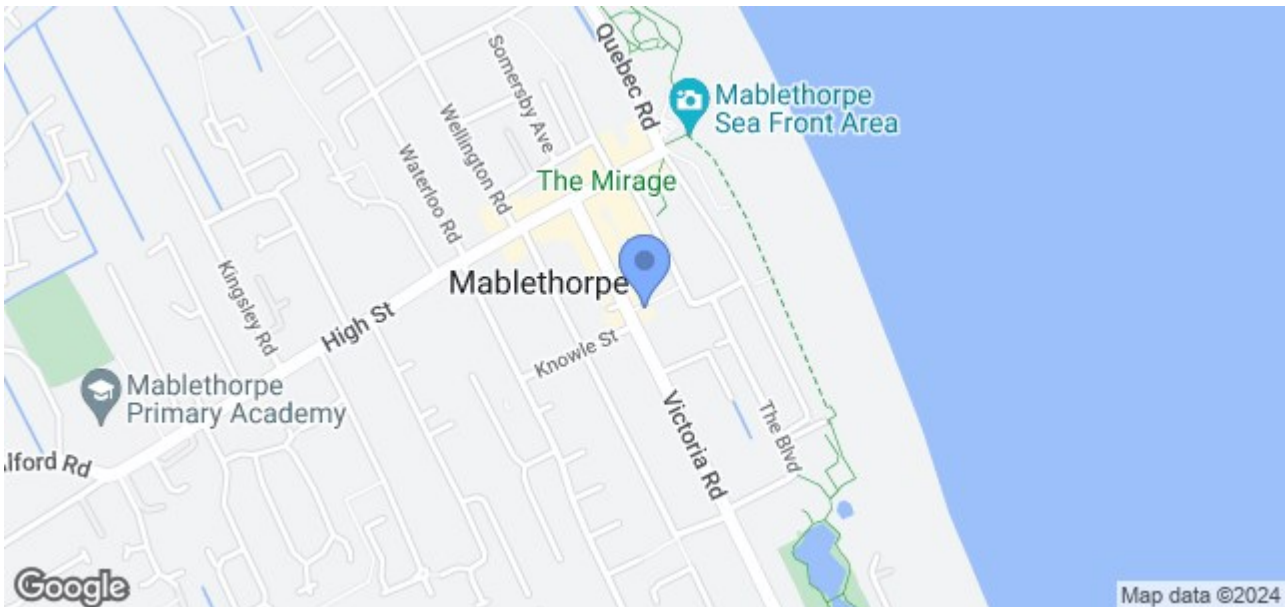 Quebec Rd
Somersby Ave
Mablethorpe
Sea Front Area
Wellington Rd
Waterloo Rd
The Mirage
Mablethorpe
Kingsley Rd
High St
Knowle St
Mablethorpe
Primary Academy
Victoria Rd
The Blvd
lford Rd
Google
Map data ©2024